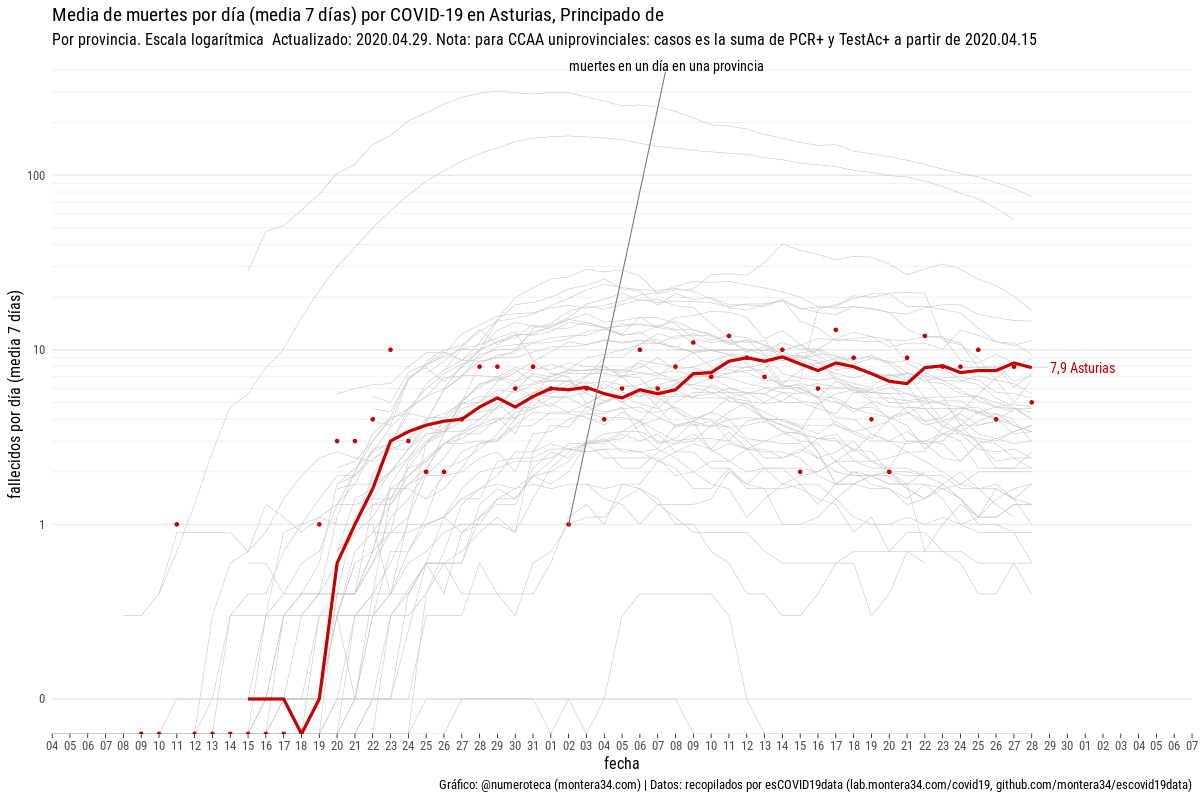 Media de muertes por día (media 7 días) por COVID-19 en Asturias, Principado de
Por provincia. Escala logarítmica  Actualizado: 2020.04.29. Nota: para CCAA uniprovinciales: casos es la suma de PCR+ y TestAc+ a partir de 2020.04.15
muertes en un día en una provincia
100
10
1
0
fallecidos por día (media  7 días)
7,9 Asturias
04 05 06 07 08 09 10 11 12 13 14 15 16 17 18 19 20 21 22 23 24 25 26 27 28 29 30 31 01 02 03 04 05 06 07 08 09 10 11 12 13 14 15 16 17 18 19 20 21 22 23 24 25 26 27 28 29 30 01 02 03 04 05 06 07
fecha
Gráfico: @numeroteca (montera34.com) | Datos: recopilados por esCOVID19data (lab.montera34.com/covid19, github.com/montera34/escovid19data)